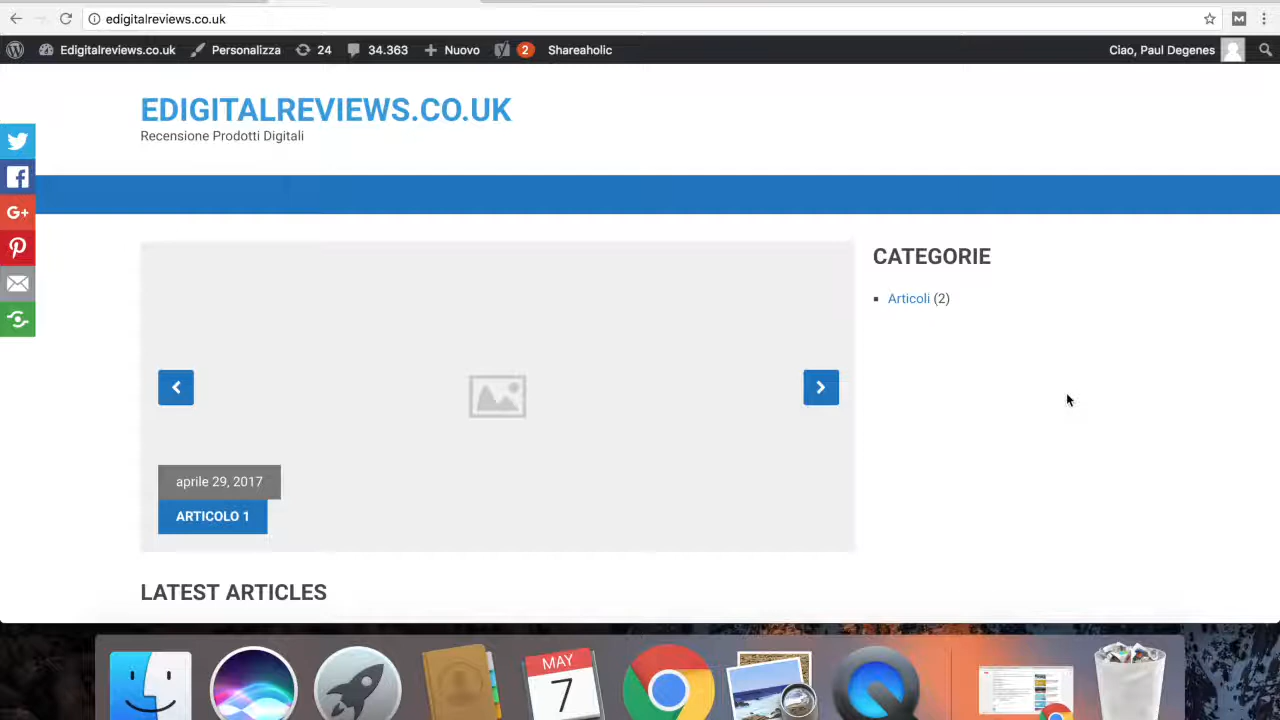 edigitalreviews.co.uk
Edigitalreviews.co.uk Personalizza 24 34.363 Nuovo 2 Shareaholic Ciao, Paul Degenes
EDIGITALREVIEWS.CO.UK
Recensione Prodotti Digitali
G+
CATEGORIE
Articoli (2)
aprile 29, 2017
ARTICOLO 1
LATEST ARTICLES
MAY
7